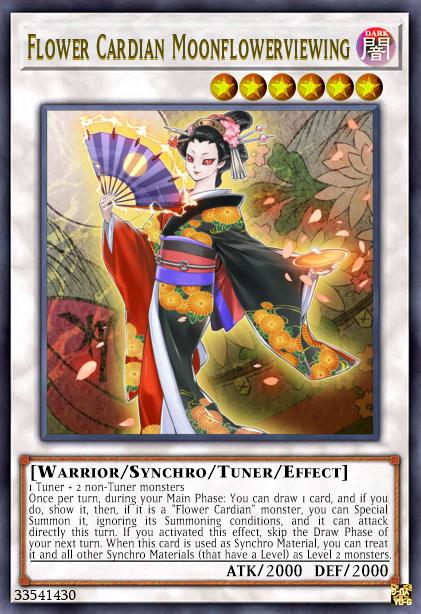 Flower Cardian Moonflowerviewing
DARK
闇
[Warrior/Synchro/Tuner/Effect]
1 Tuner + 2 non-Tuner monsters
Once per turn, during your Main Phase: You can draw 1 card, and if you
do, show it, then, if it is a "Flower Cardian" monster, you can Special
Summon it, ignoring its Summoning conditions, and it can attack
directly this turn. If you activated this effect, skip the Draw Phase of
your next turn. When this card is used as Synchro Material, you can treat
it and all other Synchro Materials (that have a Level) as Level 2 monsters.
ATK/2000 DEF/2000
33541430